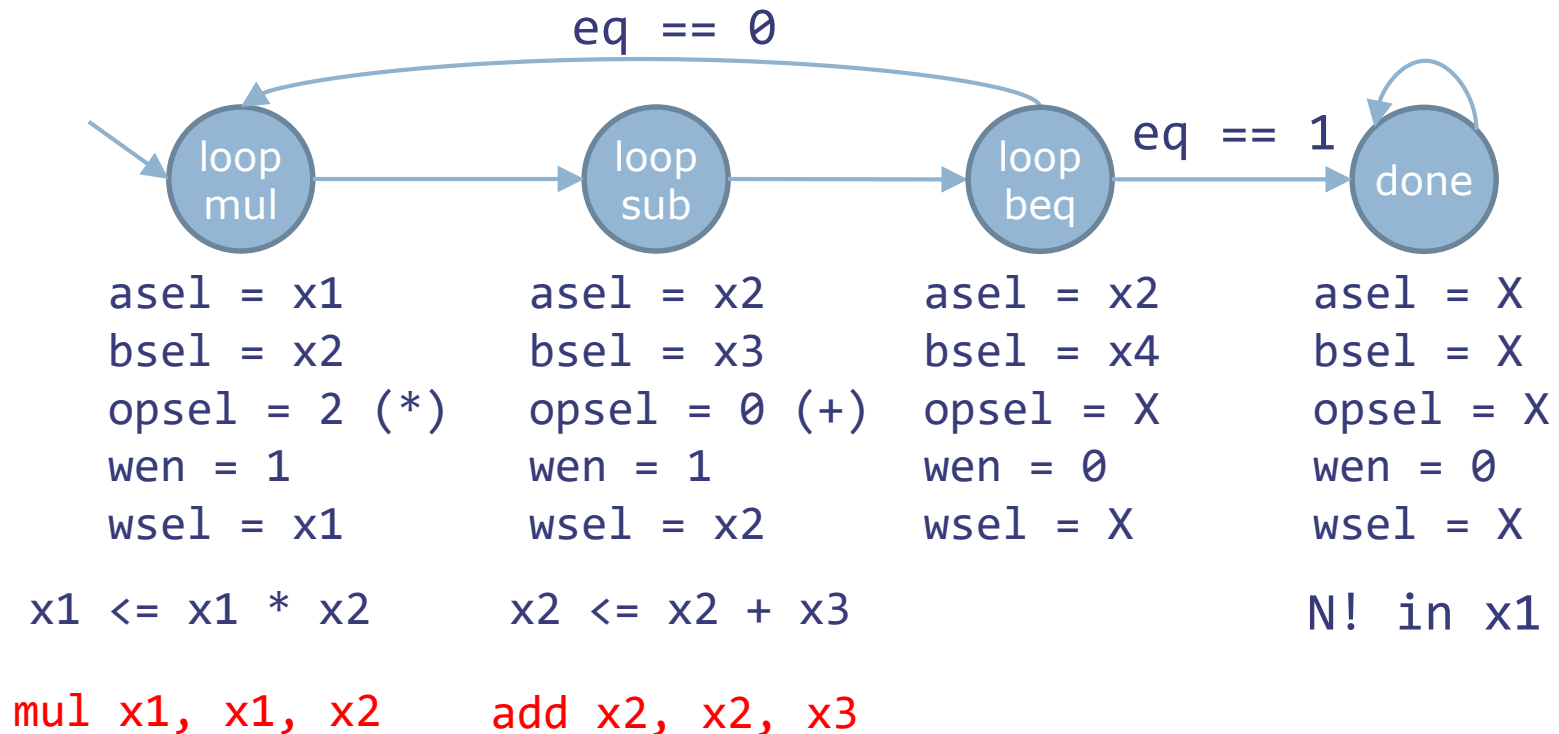 eq == 0
loop
mul
loop
sub
loop
beq
eq == 1
done
asel = x1
bsel = x2
opsel = 2 (*)
wen = 1
wsel = x1
asel = x2
bsel = x3
opsel = 0 (+)
wen = 1
wsel = x2
asel = x2
bsel = x4
opsel = X
wen = 0
wsel = X
asel = X
bsel = X
opsel = X
wen = 0
wsel = X
x1 <= x1 * x2
x2 <= x2 + x3
N! in x1
mul x1, x1, x2
add x2, x2, x3